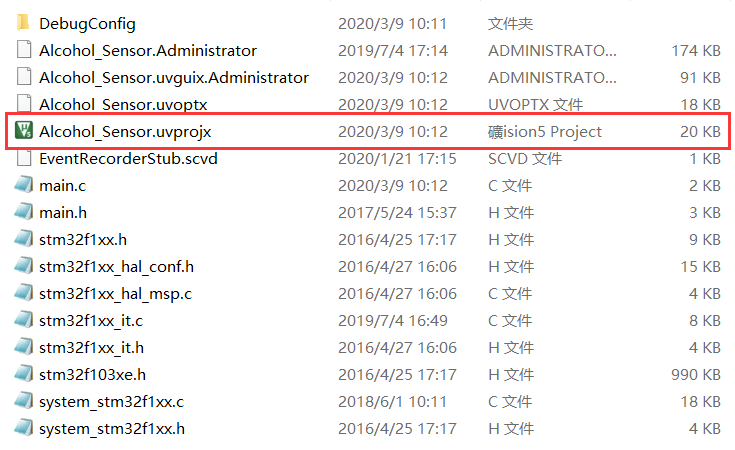 DebugConfig 2020/3/9 10:11 文件夹
Alcohol_Sensor.Administrator 2019/7/4 17:14 ADMINISTRATO... 174 KB
Alcohol_Sensor.uvguix.Administrator 2020/3/9 10:12 ADMINISTRATO... 91 KB
Alcohol_Sensor.uvoptx 2020/3/9 10:12 UVOPTX 文件 18 KB
Alcohol_Sensor.uvprojx 2020/3/9 10:12 礦ision5 Project 20 KB
EventRecorderStub.scvd 2020/1/21 17:15 SCVD 文件 1 KB
main.c 2020/3/9 10:12 C 文件 2 KB
main.h 2017/5/24 15:37 H 文件 3 KB
stm32f1xx.h 2016/4/25 17:17 H 文件 9 KB
stm32f1xx_hal_conf.h 2016/4/27 16:06 H 文件 15 KB
stm32f1xx_hal_msp.c 2016/4/27 16:06 C 文件 4 KB
stm32f1xx_it.c 2019/7/4 16:49 C 文件 8 KB
stm32f1xx_it.h 2016/4/27 16:06 H 文件 4 KB
stm32f103xe.h 2016/4/25 17:17 H 文件 990 KB
system_stm32f1xx.c 2018/6/1 10:11 C 文件 18 KB
system_stm32f1xx.h 2016/4/25 17:17 H 文件 4 KB